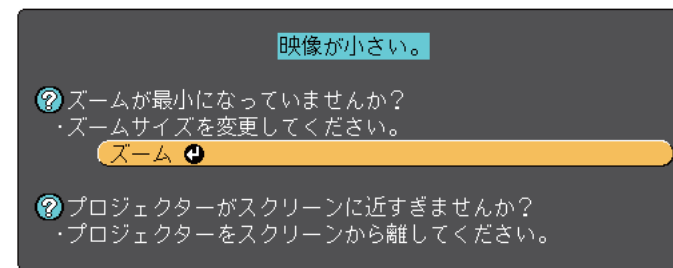 映像が小さい。
?ズームが最小になっていませんか?
・ズームサイズを変更してください。
ズーム
?プロジェクターがスクリーンに近すぎませんか?
・プロジェクターをスクリーンから離してください。